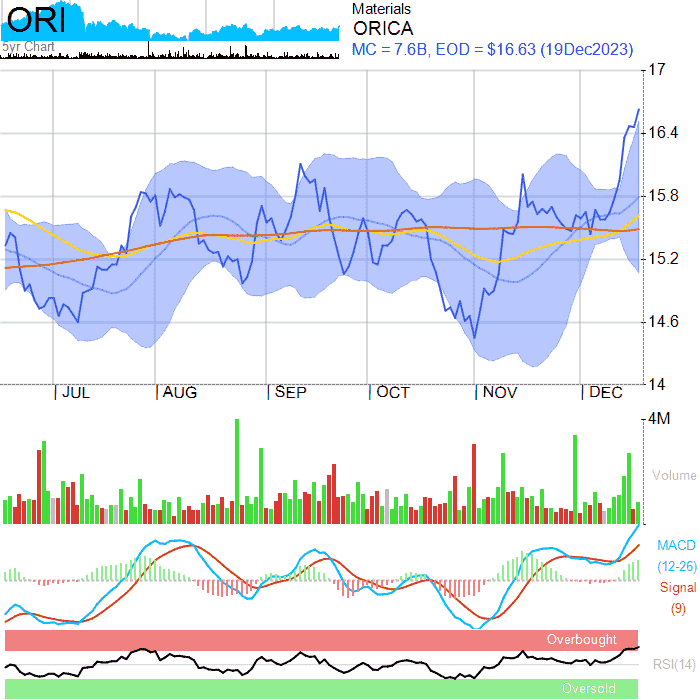 ORI
5yr Chart
Materials
ORICA
MC = 7.6B, EOD = $16.63 (19Dec2023)
17
16.4
15.8
15.2
14.6
14
JUL AUG SEP OCT NOV DEC
4M
Volume
MACD
(12-26)
Signal
(9)
Overbought
RSI(14)
Oversold